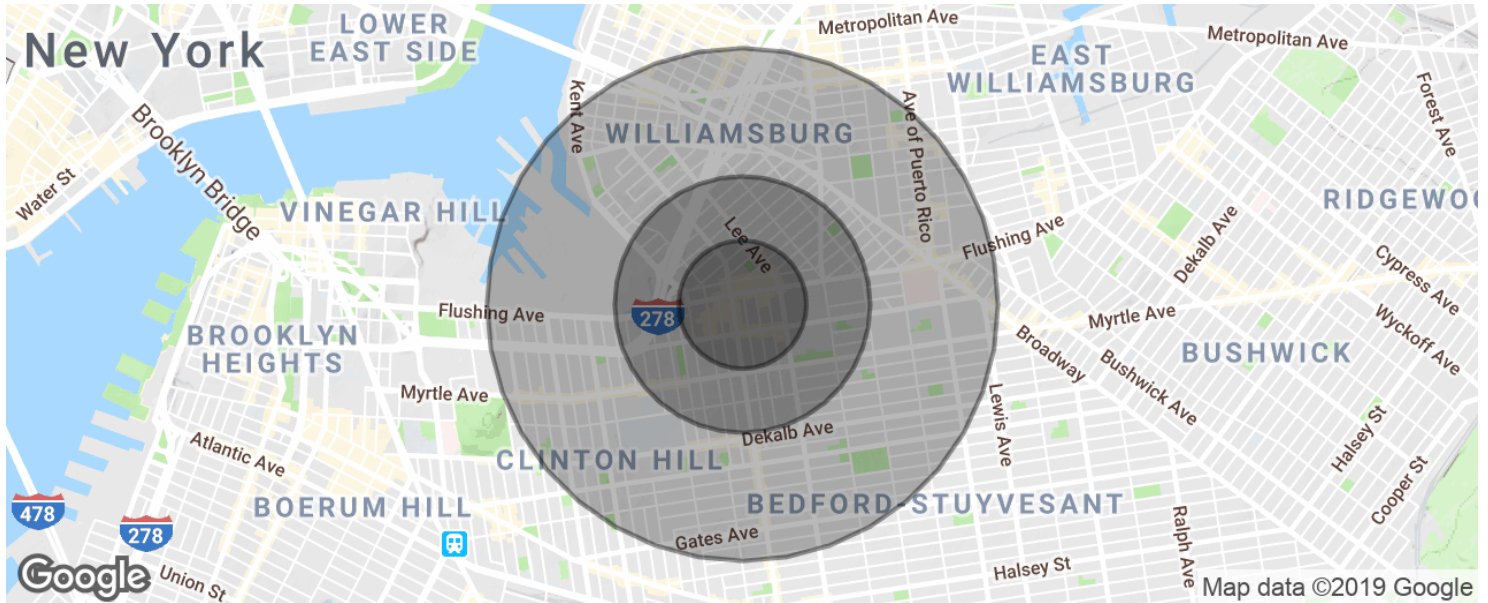 New York
LOWER
EAST SIDE
Metropolitan Ave
Metropolitan Ave
EAST
WILLIAMSBURG
Forest Ave
Kent Ave
Ave of Puerto Rico
Brooklyn Bridge
WILLIAMSBURG
Water St
VINEGAR HILL
RIDGEWOO
Lee Ave
Flushing Ave
Dekalb Ave
Cypress Ave
Flushing Ave
278
Myrtle Ave
Wyckoff Ave
BROOKLYN
HEIGHTS
Broadway
BUSHWICK
Myrtle Ave
Bushwick Ave
Lewis Ave
Dekalb Ave
Halsey St
Atlantic Ave
CLINTON HILL
Cooper St
BOERUM HILL
BEDFORD-STUYVESANT
478
278
Gates Ave
Ralph Ave
Halsey St
Google
Union St
Map data ©2019 Google